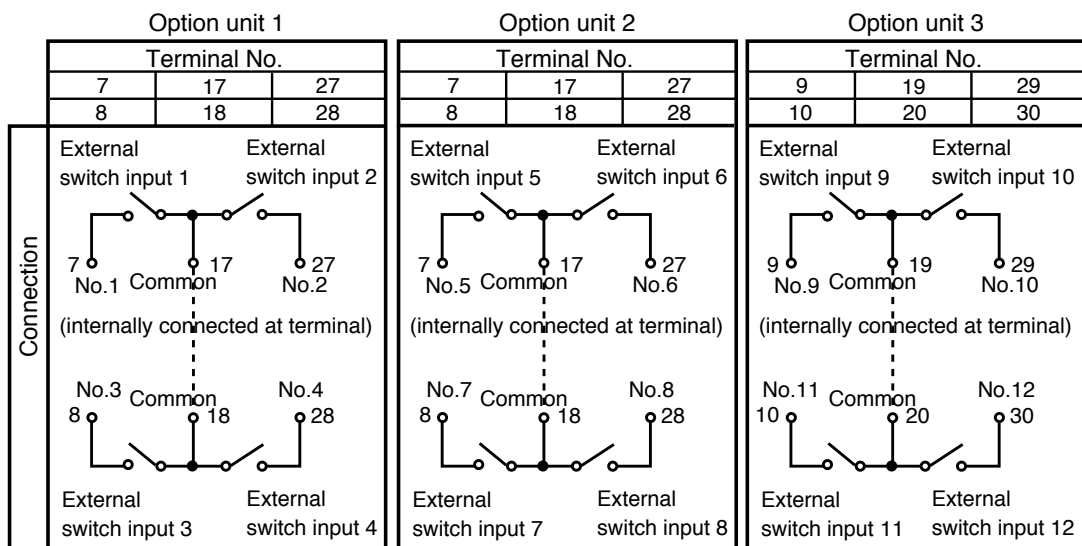 Option unit 1
Terminal No.
7 17 27
8 18 28
External switch input 1
External switch input 2
7 17 27
No.1 Common No.2
(internally connected at terminal)
No.3 Common No.4
8 18 28
External switch input 3
External switch input 4
Option unit 2
Terminal No.
7 17 27
8 18 28
External switch input 5
External switch input 6
7 17 27
No.5 Common No.6
(internally connected at terminal)
No.7 Common No.8
8 18 28
External switch input 7
External switch input 8
Option unit 3
Terminal No.
9 19 29
10 20 30
External switch input 9
External switch input 10
9 19 29
No.9 Common No.10
(internally connected at terminal)
No.11 Common No.12
10 20 30
External switch input 11
External switch input 12
Connection